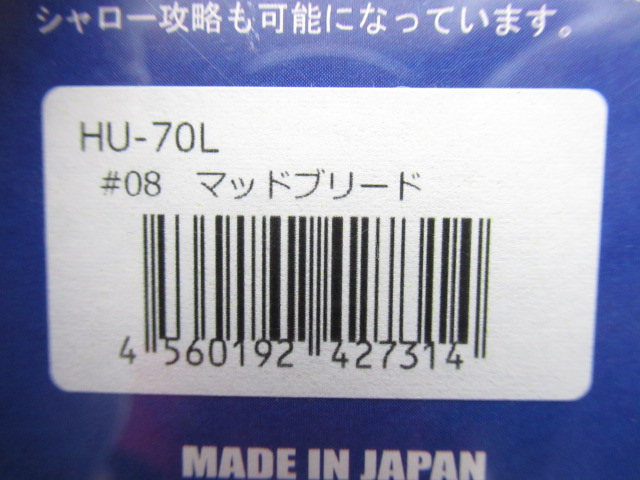 シャロー攻略も可能になっています。
HU-70L
#08 マッドブリード
4 560192 427314
MADE IN JAPAN